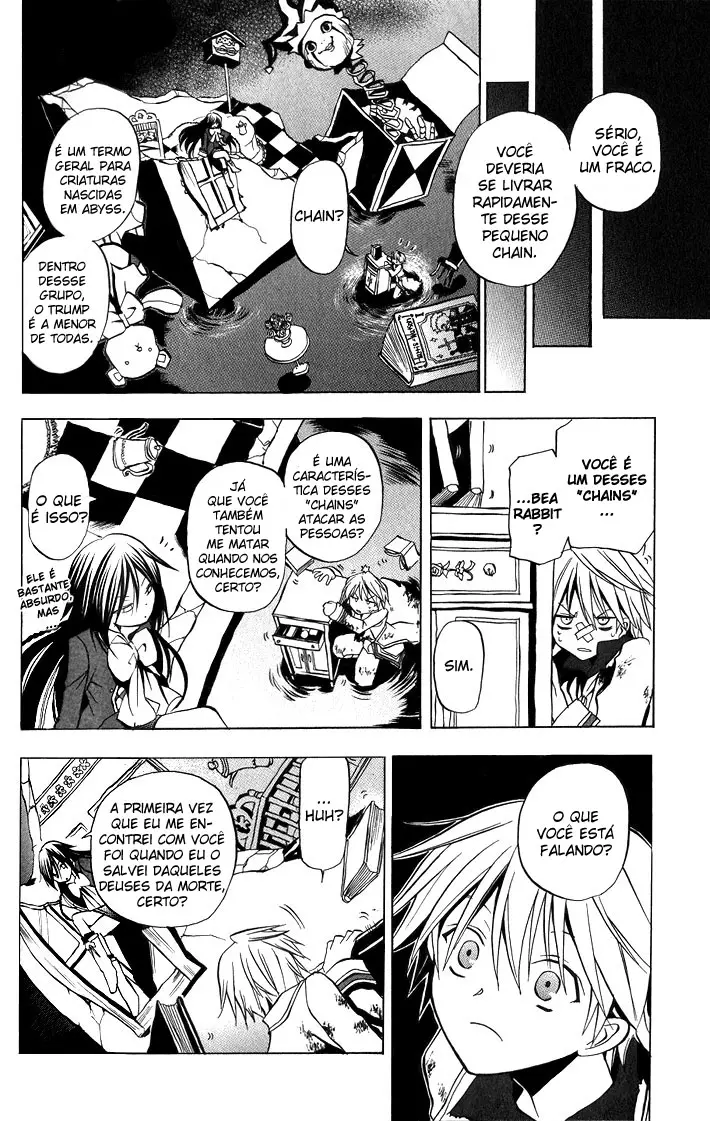 SÉRIO,
VOCÊ É
UM FRACO.
VOCÊ
DEVERIA
SE LIVRAR
RAPIDAMEN-
TE DESSE
PEQUENO
CHAIN.
CHAIN?
É UM TERMO
GERAL PARA
CRIATURAS
NASCIDAS
EM ABYSS.
DENTRO
DESSSE
GRUPO,
O TRUMP
É A MENOR
DE TODAS.
VOCÊ É
UM DESSES
"CHAINS"
...
...BEA
RABBIT
?
SIM.
É UMA
CARACTERÍS-
TICA DESSES
"CHAINS"
ATACAR AS
PESSOAS?
JÁ
QUE VOCÊ
TAMBÉM
TENTOU
ME MATAR
QUANDO NOS
CONHECEMOS,
CERTO?
O QUE
É ISSO?
ELE É
BASTANTE
ABSURDO,
MAS
...
O QUE
VOCÊ ESTÁ
FALANDO?
...
HUH?
A PRIMEIRA VEZ
QUE EU ME EN-
CONTREI COM VOCÊ
FOI QUANDO EU O
SALVEI DAQUELES
DEUSES DA MORTE,
CERTO?